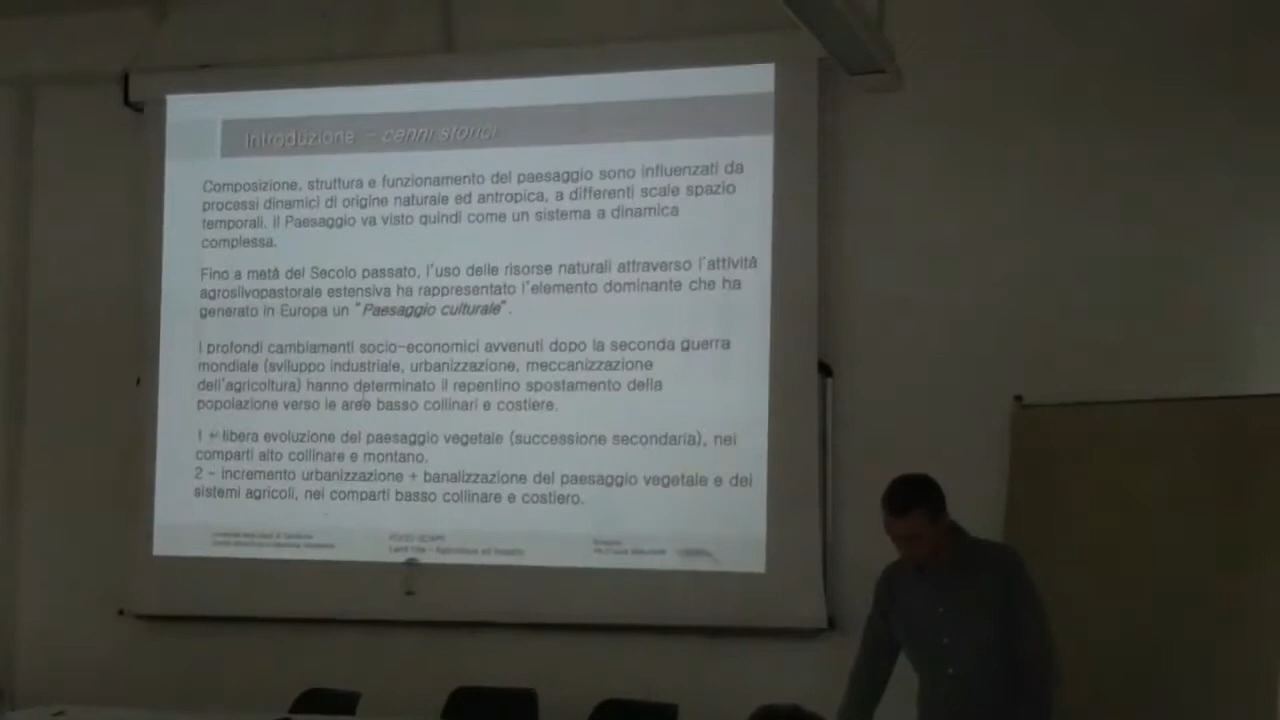 Introduzione - cenni storici
Composizione, struttura e funzionamento del paesaggio sono influenzati da
processi dinamici di origine naturale ed antropica, a differenti scale spazio
temporali. Il Paesaggio va visto quindi come un sistema a dinamica
complessa.
Fino a metà del Secolo passato, l'uso delle risorse naturali attraverso l'attività
agrosilvopastorale estensiva ha rappresentato l'elemento dominante che ha
generato in Europa un "Paesaggio culturale".
I profondi cambiamenti socio-economici avvenuti dopo la seconda guerra
mondiale (sviluppo industriale, urbanizzazione, meccanizzazione
dell'agricoltura) hanno determinato il repentino spostamento della
popolazione verso le aree basso collinari e costiere.
1 - libera evoluzione del paesaggio vegetale (successione secondaria), nei
comparti alto collinare e montano.
2 - incremento urbanizzazione + banalizzazione del paesaggio vegetale e dei
sistemi agricoli, nei comparti basso collinare e costiero.